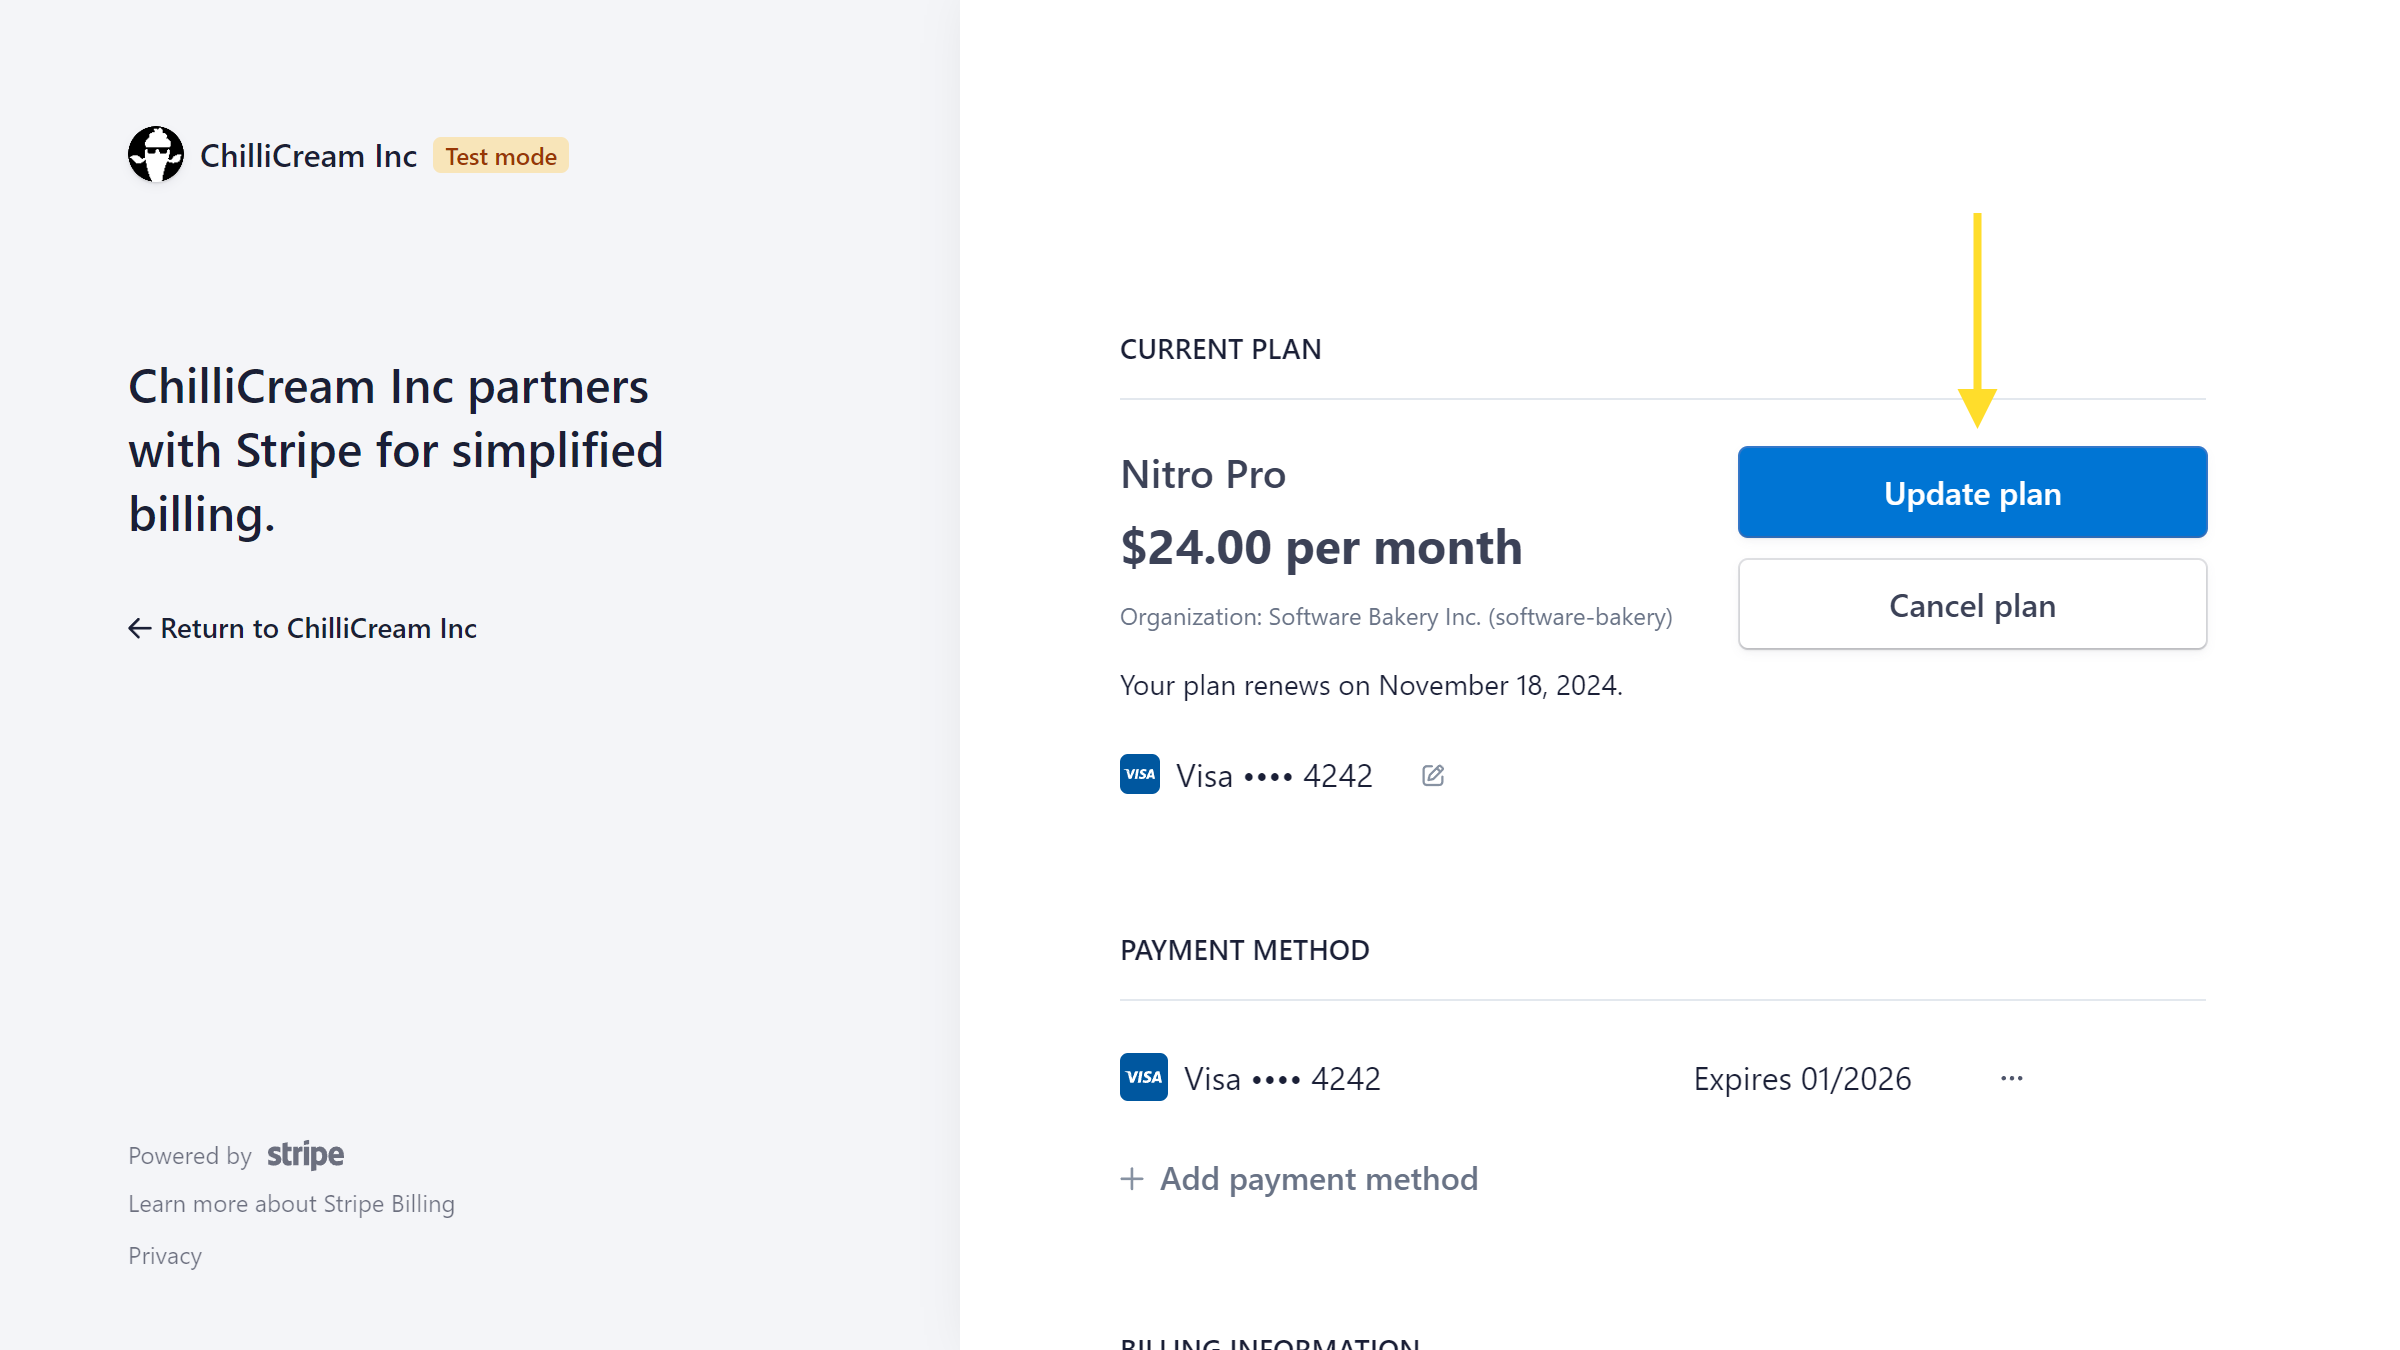 ChilliCream Inc Test mode
ChilliCream Inc partners
with Stripe for simplified
billing.
← Return to ChilliCream Inc
Powered by stripe
Learn more about Stripe Billing
Privacy
CURRENT PLAN
Nitro Pro
$24.00 per month
Organization: Software Bakery Inc. (software-bakery)
Your plan renews on November 18, 2024.
VISA Visa •••• 4242
Update plan
Cancel plan
PAYMENT METHOD
VISA Visa •••• 4242 Expires 01/2026 ···
+ Add payment method
BILLING INFORMATION